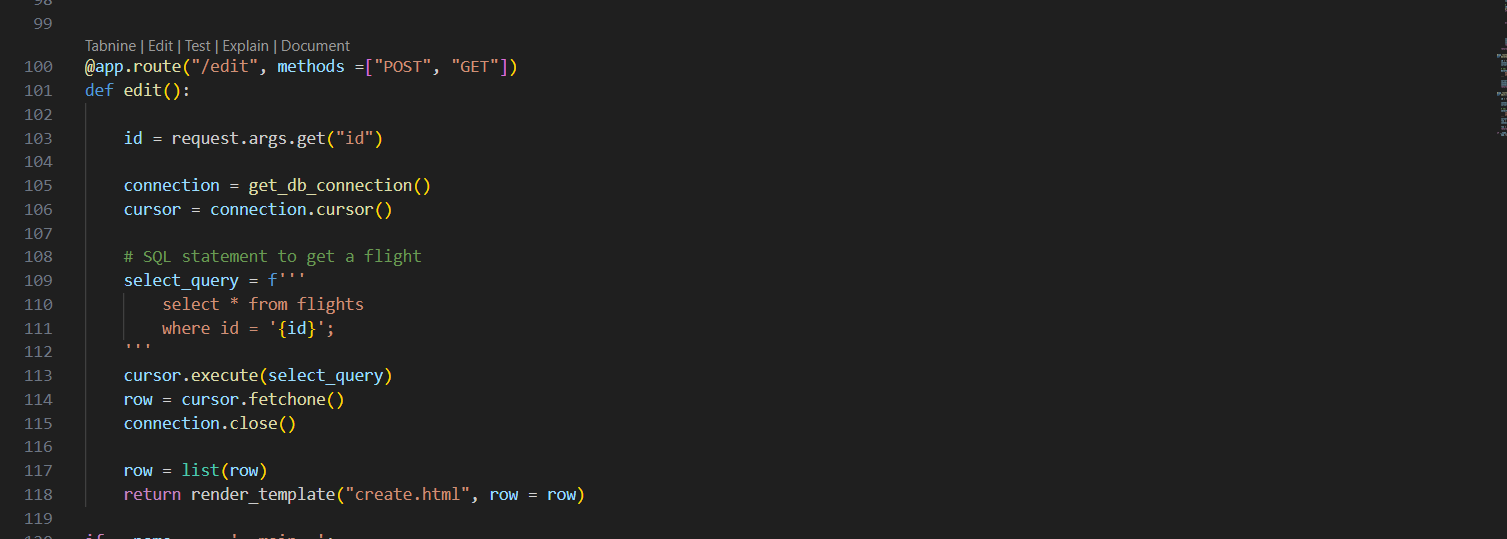 98
99
Tabnine | Edit | Test | Explain | Document
100 @app.route("/edit", methods =["POST", "GET"])
101 def edit():
102
103 id = request.args.get("id")
104
105 connection = get_db_connection()
106 cursor = connection.cursor()
107
108 # SQL statement to get a flight
109 select_query = f'''
110 select * from flights
111 where id = '{id}';
112 '''
113 cursor.execute(select_query)
114 row = cursor.fetchone()
115 connection.close()
116
117 row = list(row)
118 return render_template("create.html", row = row)
119